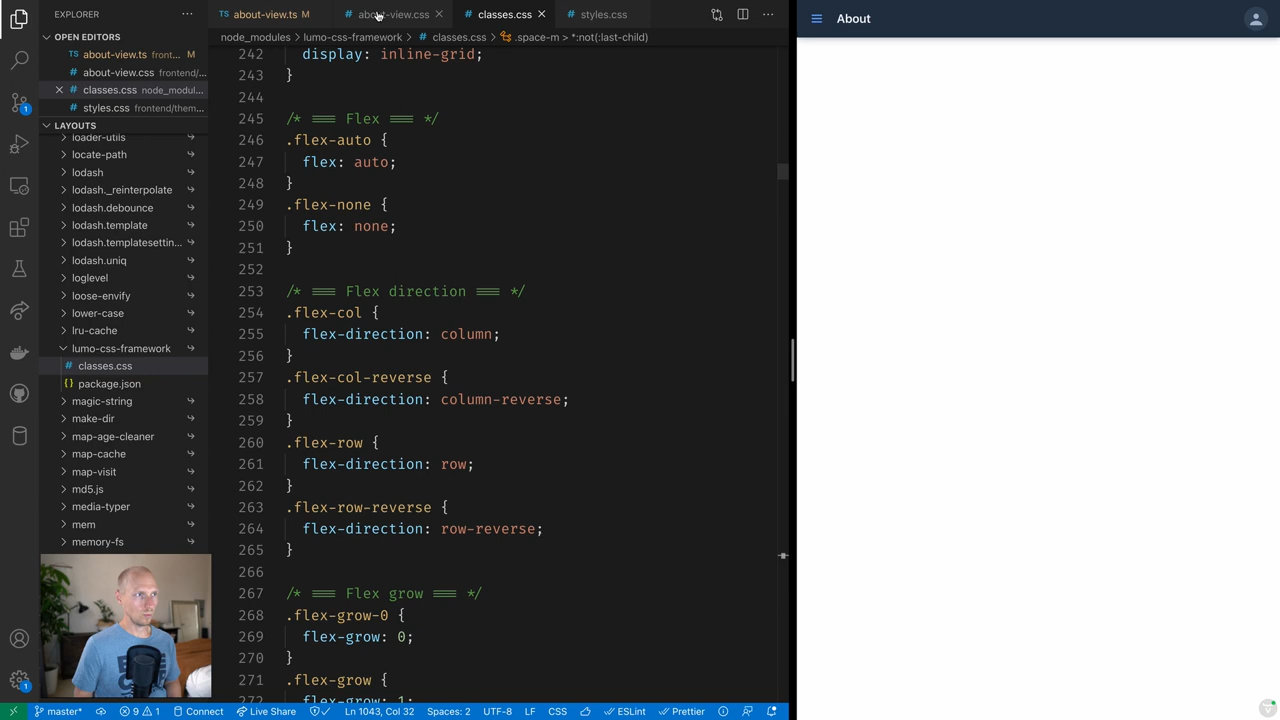 EXPLORER
OPEN EDITORS
about-view.ts front... M
about-view.css frontend/...
classes.css node_modul...
styles.css frontend/them...
LAYOUTS
loader-utils
locate-path
lodash
lodash._reinterpolate
lodash.debounce
lodash.template
lodash.templatesettin...
lodash.uniq
loglevel
loose-envify
lower-case
lru-cache
lumo-css-framework
classes.css
package.json
magic-string
make-dir
map-age-cleaner
map-cache
map-visit
md5.js
media-typer
mem
memory-fs
about-view.ts M
about-view.css
classes.css
styles.css
node_modules > lumo-css-framework > classes.css > .space-m > *:not(:last-child)
242 display: inline-grid;
243 }
244
245 /* === Flex === */
246 .flex-auto {
247 flex: auto;
248 }
249 .flex-none {
250 flex: none;
251 }
252
253 /* === Flex direction === */
254 .flex-col {
255 flex-direction: column;
256 }
257 .flex-col-reverse {
258 flex-direction: column-reverse;
259 }
260 .flex-row {
261 flex-direction: row;
262 }
263 .flex-row-reverse {
264 flex-direction: row-reverse;
265 }
266
267 /* === Flex grow === */
268 .flex-grow-0 {
269 flex-grow: 0;
270 }
271 .flex-grow {
272 flex-grow: 1;
About
1
1
master*
9
1
Connect
Live Share
Ln 1043, Col 32
Spaces: 2
UTF-8
LF
CSS
ESLint
Prettier